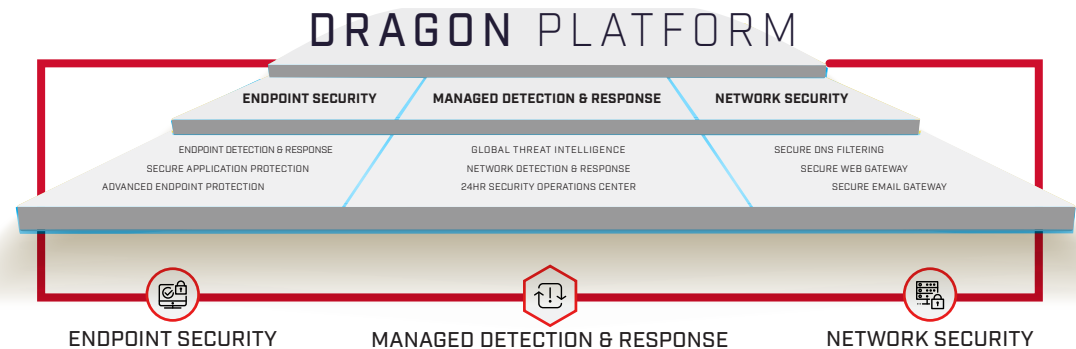 DRAGON PLATFORM
ENDPOINT SECURITY
MANAGED DETECTION & RESPONSE
NETWORK SECURITY
ENDPOINT DETECTION & RESPONSE
SECURE APPLICATION PROTECTION
ADVANCED ENDPOINT PROTECTION
GLOBAL THREAT INTELLIGENCE
NETWORK DETECTION & RESPONSE
24HR SECURITY OPERATIONS CENTER
SECURE DNS FILTERING
SECURE WEB GATEWAY
SECURE EMAIL GATEWAY
ENDPOINT SECURITY
MANAGED DETECTION & RESPONSE
NETWORK SECURITY